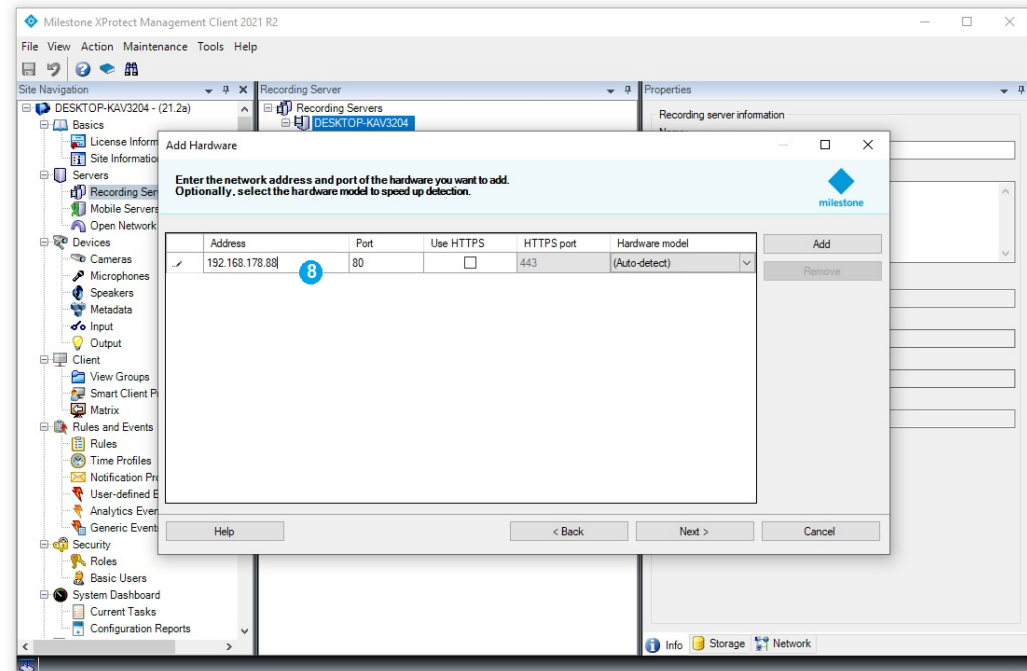 Milestone XProtect Management Client 2021 R2
File View Action Maintenance Tools Help
Site Navigation
Recording Server
Properties
DESKTOP-KAV3204 - (21.2a)
Basics
License Inform
Site Informatio
Servers
Recording Ser
Mobile Servers
Open Network
Devices
Cameras
Microphones
Speakers
Metadata
Input
Output
Client
View Groups
Smart Client P
Matrix
Rules and Events
Rules
Time Profiles
Notification Pro
User-defined E
Analytics Even
Generic Event
Security
Roles
Basic Users
System Dashboard
Current Tasks
Configuration Reports
Recording Servers
DESKTOP-KAV3204
Recording server information
Add Hardware
Enter the network address and port of the hardware you want to add.
Optionally, select the hardware model to speed up detection.
milestone
Address Port Use HTTPS HTTPS port Hardware model
192.168.178.88 80 443 (Auto-detect)
8
Add
Remove
Help < Back Next > Cancel
Info Storage Network